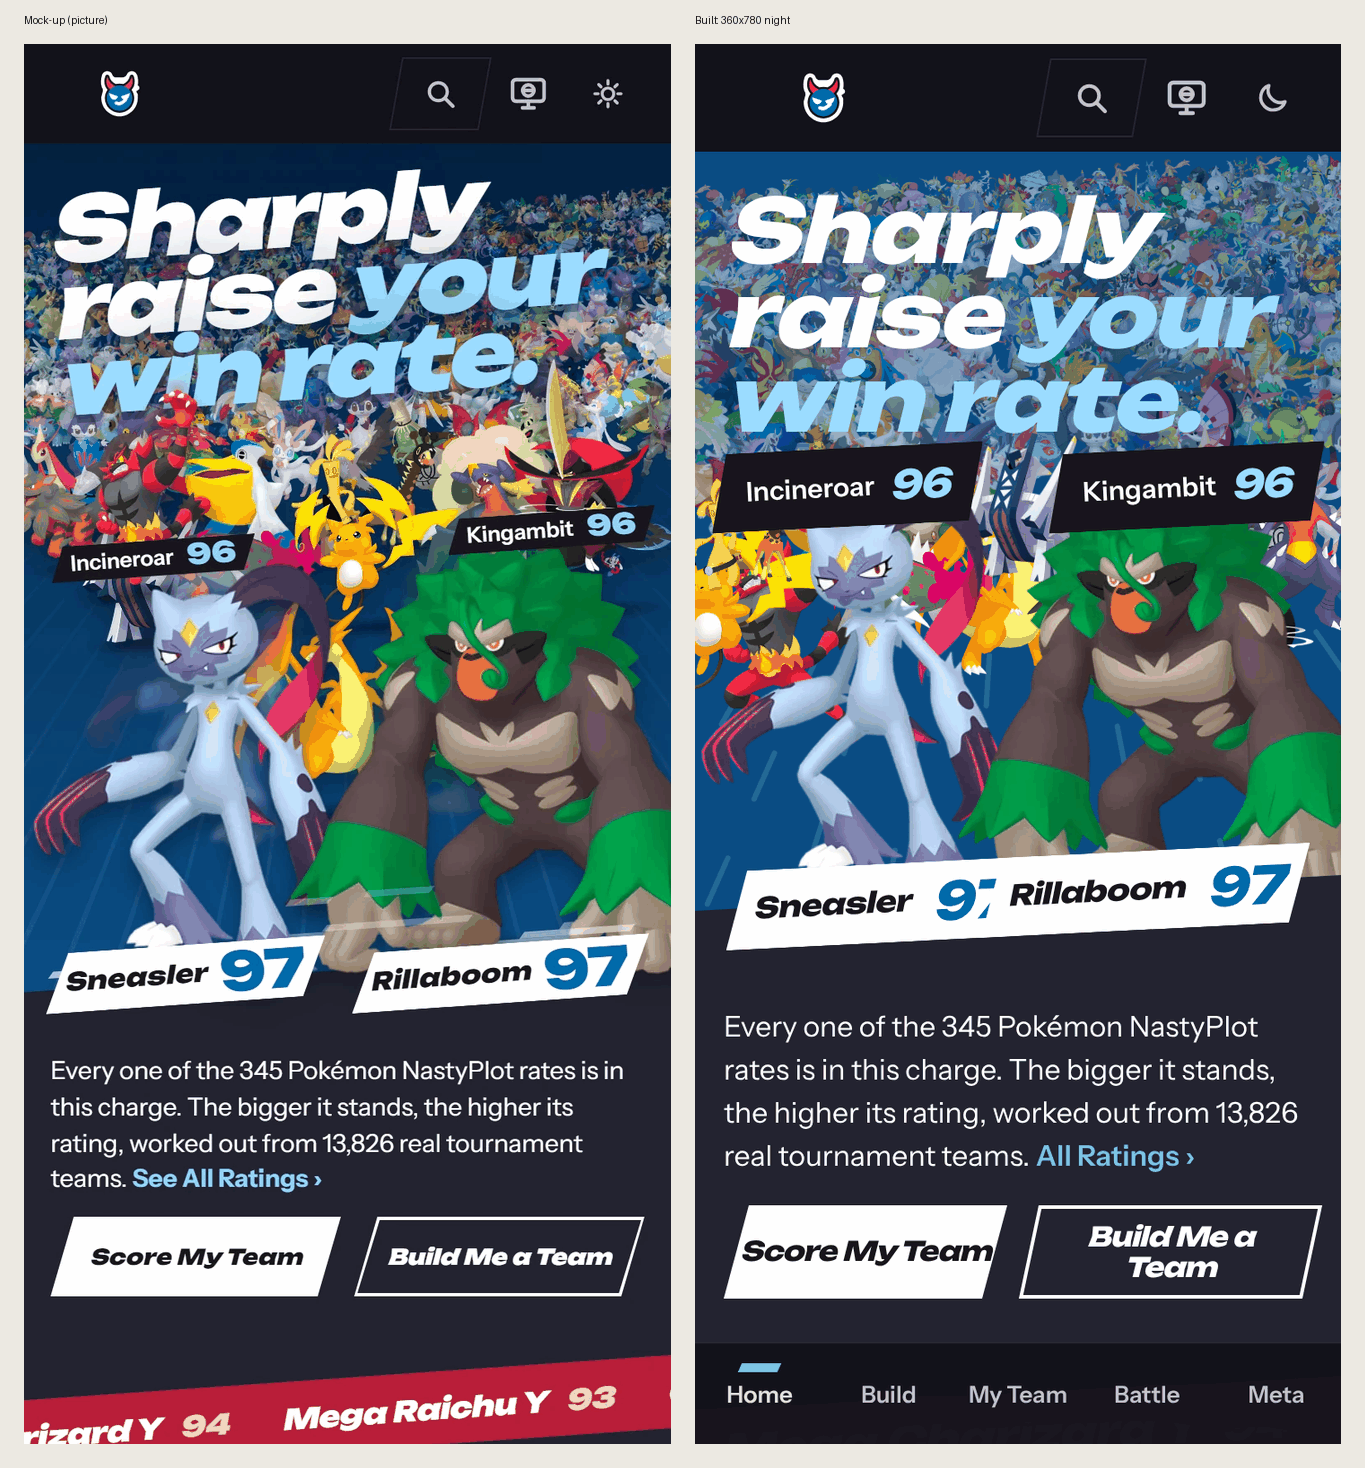 Mock-up (picture)
Sharply
raise your
win rate.
Incineroar 96
Kingambit 96
Sneasler 97
Rillaboom 97
Every one of the 345 Pokémon NastyPlot rates is in
this charge. The bigger it stands, the higher its
rating, worked out from 13,826 real tournament
teams. See All Ratings ›
Score My Team
Build Me a Team
rizard Y 94
Mega Raichu Y 93
Built 360x780 night
Sharply
raise your
win rate.
Incineroar 96
Kingambit 96
Sneasler 97
Rillaboom 97
Every one of the 345 Pokémon NastyPlot
rates is in this charge. The bigger it stands,
the higher its rating, worked out from 13,826
real tournament teams. All Ratings ›
Score My Team
Build Me a
Team
Home
Build
My Team
Battle
Meta